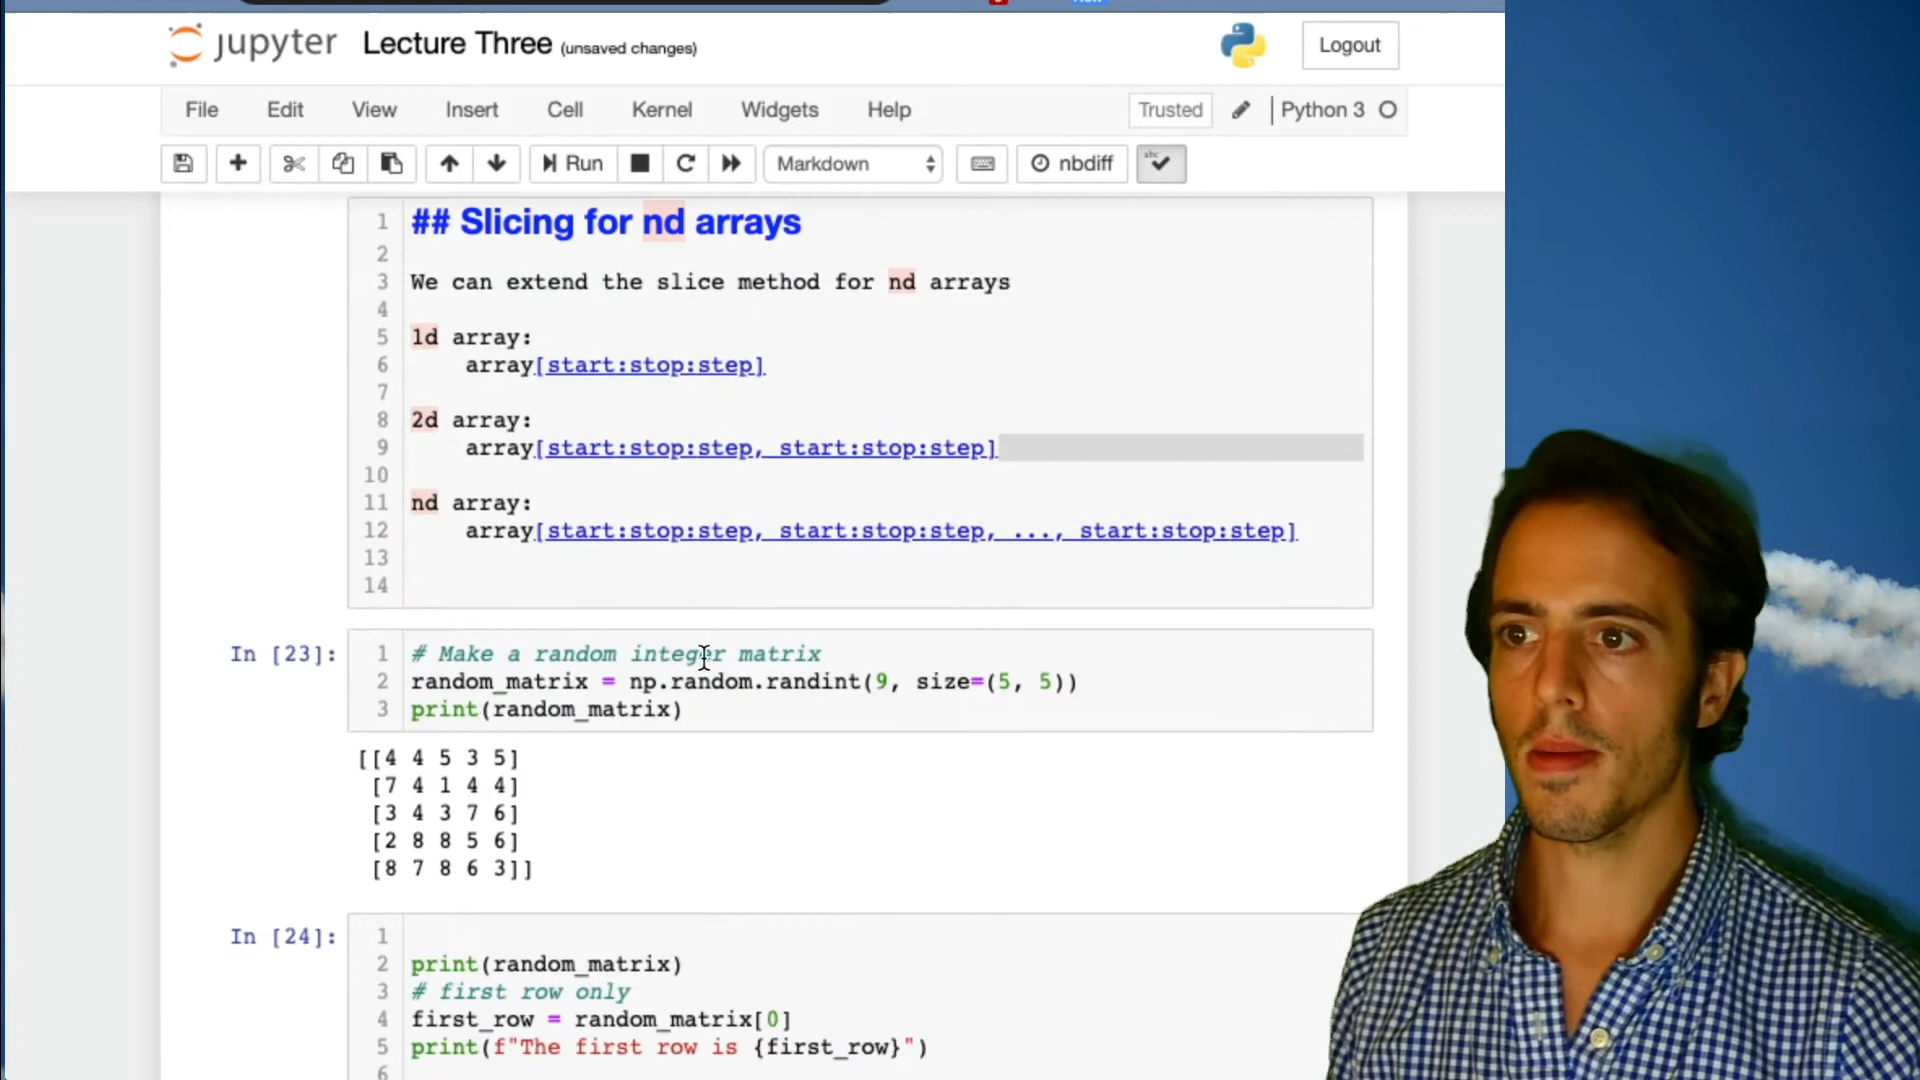 jupyter Lecture Three (unsaved changes) Logout
File Edit View Insert Cell Kernel Widgets Help Trusted Python 3
Run Markdown nbdiff abc
1 ## Slicing for nd arrays
2
3 We can extend the slice method for nd arrays
4
5 1d array:
6 array[start:stop:step]
7
8 2d array:
9 array[start:stop:step, start:stop:step]
10
11 nd array:
12 array[start:stop:step, start:stop:step, ..., start:stop:step]
13
14
In [23]: 1 # Make a random integer matrix
2 random_matrix = np.random.randint(9, size=(5, 5))
3 print(random_matrix)
[[4 4 5 3 5]
[7 4 1 4 4]
[3 4 3 7 6]
[2 8 8 5 6]
[8 7 8 6 3]]
In [24]: 1
2 print(random_matrix)
3 # first row only
4 first_row = random_matrix[0]
5 print(f"The first row is {first_row}")
6